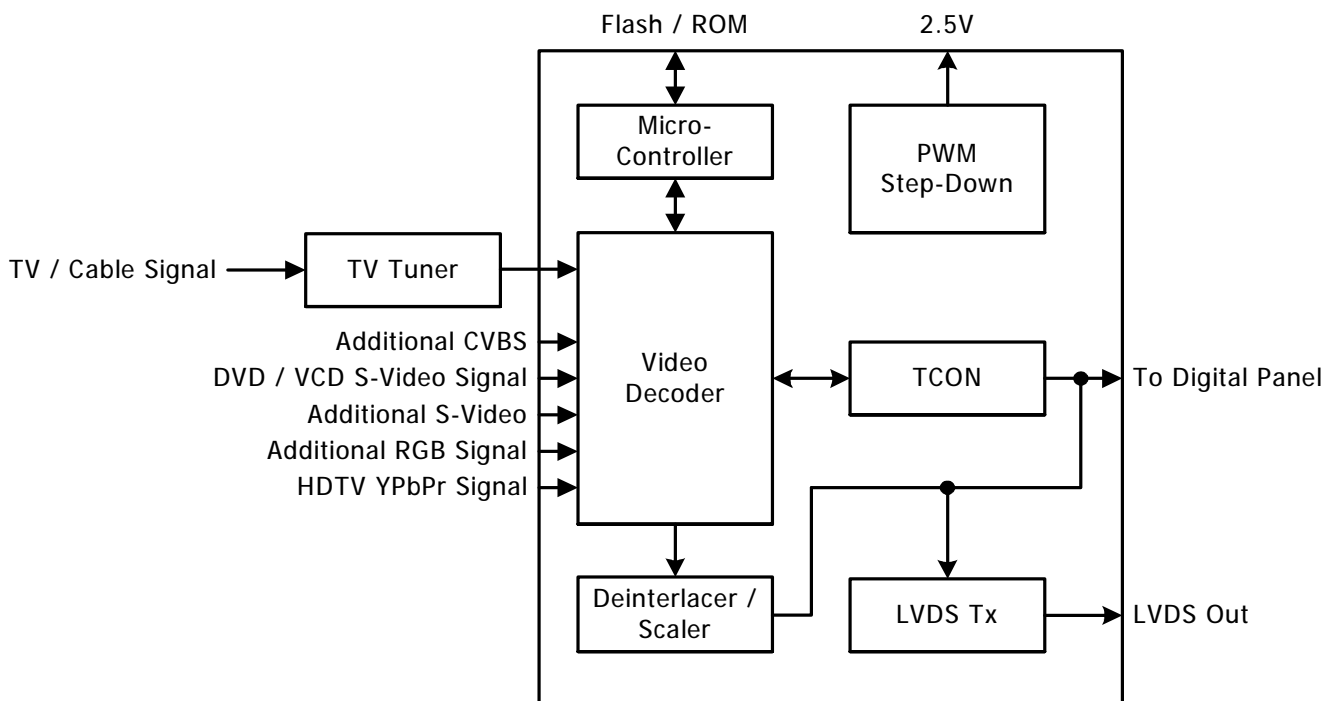 Flash / ROM
2.5V
Micro-
Controller
PWM
Step-Down
TV / Cable Signal
TV Tuner
Additional CVBS
DVD / VCD S-Video Signal
Additional S-Video
Additional RGB Signal
HDTV YPbPr Signal
Video
Decoder
TCON
To Digital Panel
Deinterlacer /
Scaler
LVDS Tx
LVDS Out